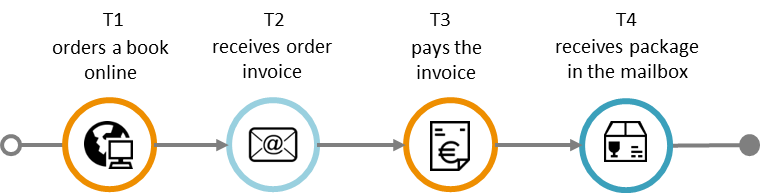 T1
orders a book
online
T2
receives order
invoice
T3
pays the
invoice
T4
receives package
in the mailbox
@
€